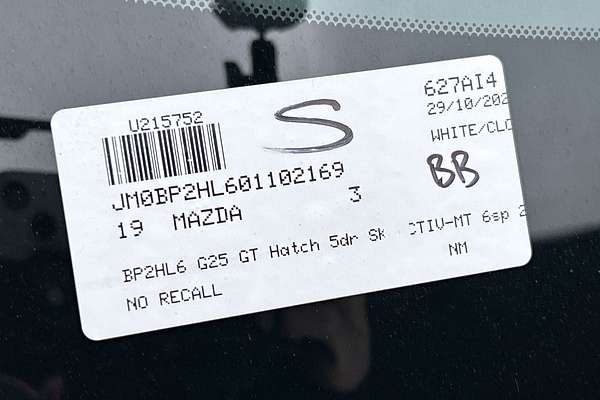 U215752
S
627AI4
29/10/202
WHITE/CLO
JM0BP2HL601102169
BB
19 MAZDA 3
BP2HL6 G25 GT Hatch 5dr Sk CTIV-MT 6sp 2
NM
NO RECALL